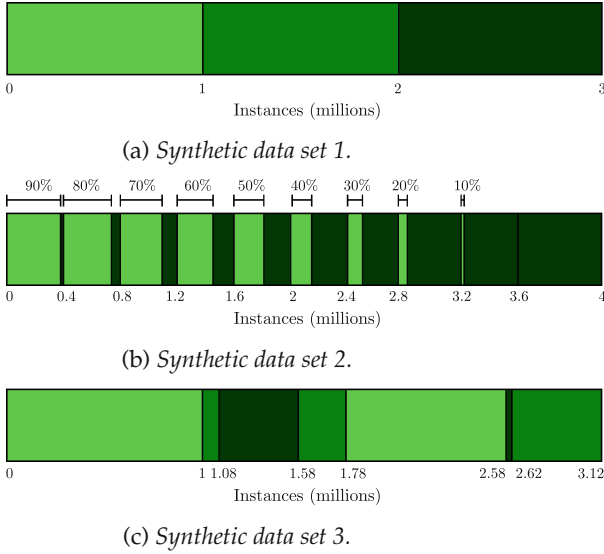 0 1 2 3
Instances (millions)
(a) Synthetic data set 1.
90% 80% 70% 60% 50% 40% 30% 20% 10%
0 0.4 0.8 1.2 1.6 2 2.4 2.8 3.2 3.6 4
Instances (millions)
(b) Synthetic data set 2.
0 1 1.08 1.58 1.78 2.58 2.62 3.12
Instances (millions)
(c) Synthetic data set 3.